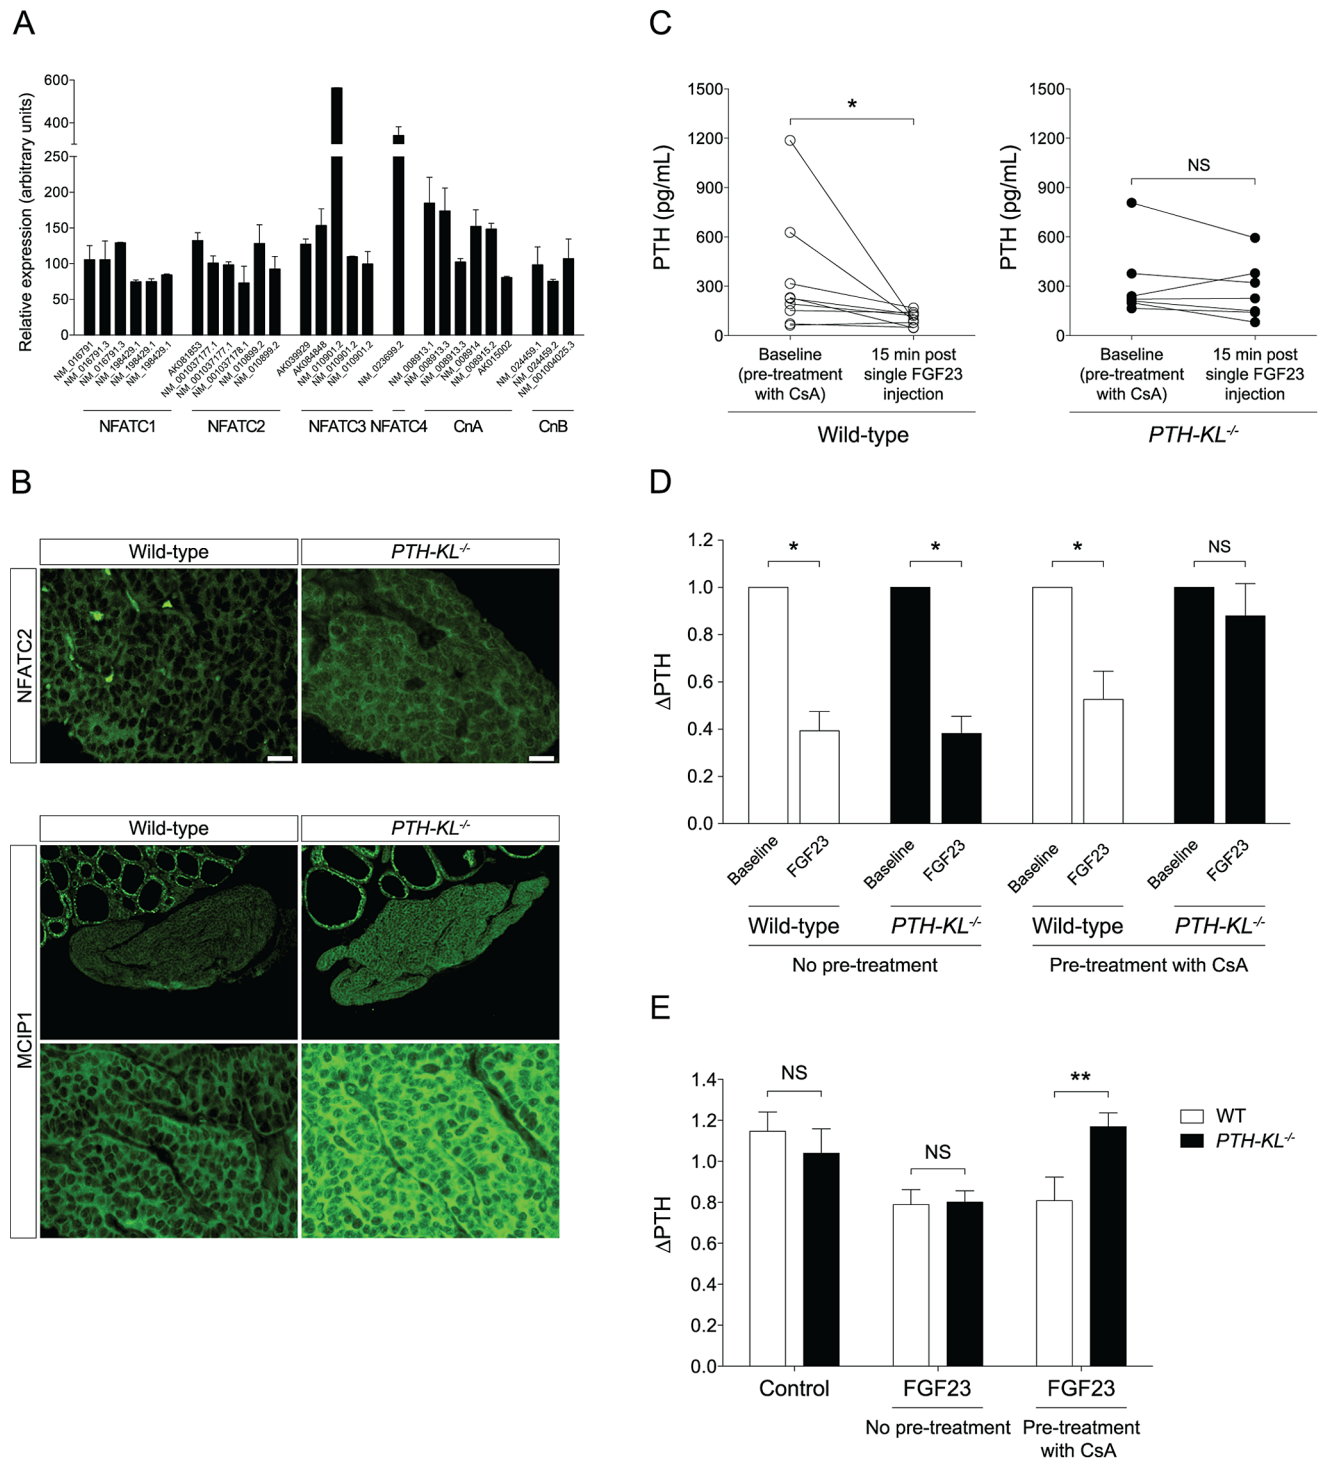 A
Relative expression (arbitrary units)
600
400
250
200
150
100
50
0
NM_016791
NM_016791.3
NM_016791.3
NM_198429.1
NM_198429.1
NM_198429.1
AK081853
NM_001037177.1
NM_001037177.1
NM_001037178.1
NM_010899.2
NM_010899.2
AK039929
AK084848
NM_010901.2
NM_010901.2
NM_010901.2
NM_023699.2
NM_008913.1
NM_008913.3
NM_008913.3
NM_008914
NM_008915.2
AK015002
NM_024459.1
NM_024459.2
NM_001004025.3
NFATC1
NFATC2
NFATC3
NFATC4
CnA
CnB
B
Wild-type
PTH-KL-/-
NFATC2
Wild-type
PTH-KL-/-
MCIP1
C
PTH (pg/mL)
1500
1200
900
600
300
0
*
Baseline
(pre-treatment
with CsA)
15 min post
single FGF23
injection
Wild-type
PTH (pg/mL)
1500
1200
900
600
300
0
NS
Baseline
(pre-treatment
with CsA)
15 min post
single FGF23
injection
PTH-KL-/-
D
ΔPTH
1.2
1.0
0.8
0.6
0.4
0.2
0.0
*
*
*
NS
Baseline
FGF23
Baseline
FGF23
Baseline
FGF23
Baseline
FGF23
Wild-type
PTH-KL-/-
Wild-type
PTH-KL-/-
No pre-treatment
Pre-treatment with CsA
E
ΔPTH
1.4
1.2
1.0
0.8
0.6
0.4
0.2
0.0
NS
NS
**
WT
PTH-KL-/-
Control
FGF23
FGF23
No pre-treatment
Pre-treatment
with CsA